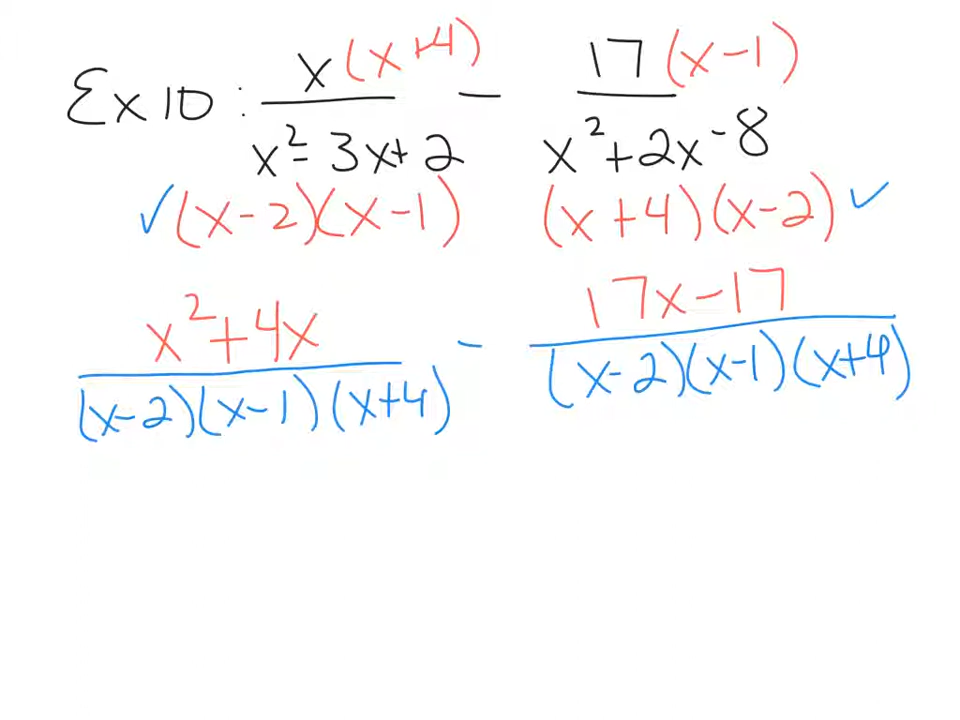 Ex 10: x(x+4) − 17(x−1)
x²−3x+2 x²+2x−8
✓(x−2)(x−1) (x+4)(x−2)✓
x²+4x − 17x−17
(x−2)(x−1)(x+4) (x−2)(x−1)(x+4)